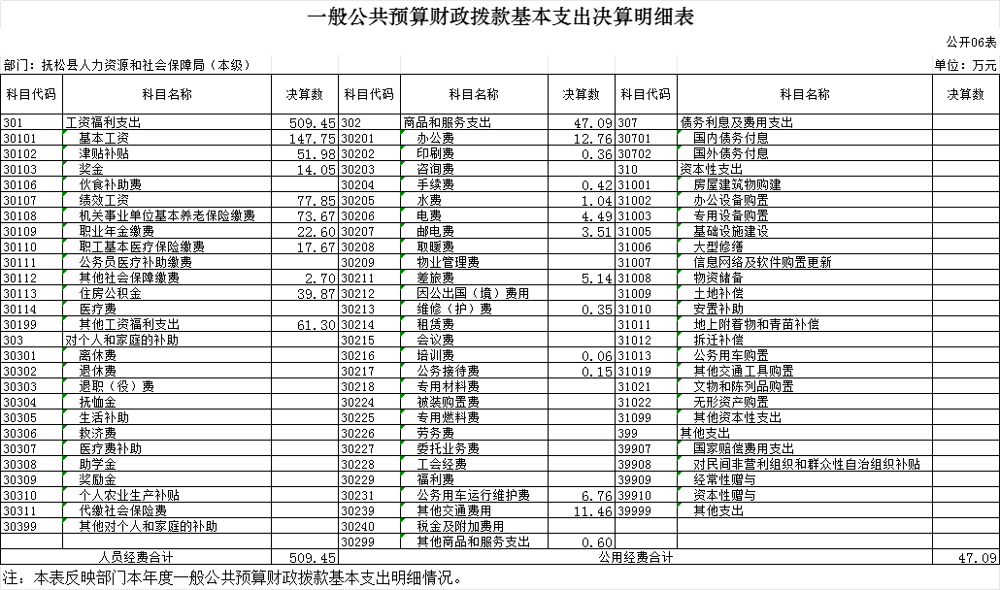 一般公共预算财政拨款基本支出决算明细表
公开06表
部门：抚松县人力资源和社会保障局（本级） 单位：万元
科目代码 科目名称 决算数 科目代码 科目名称 决算数 科目代码 科目名称 决算数
301 工资福利支出 509.45 302 商品和服务支出 47.09 307 债务利息及费用支出
30101 基本工资 147.75 30201 办公费 12.76 30701 国内债务付息
30102 津贴补贴 51.98 30202 印刷费 0.36 30702 国外债务付息
30103 奖金 14.05 30203 咨询费 310 资本性支出
30106 伙食补助费 30204 手续费 0.42 31001 房屋建筑物购建
30107 绩效工资 77.85 30205 水费 1.04 31002 办公设备购置
30108 机关事业单位基本养老保险缴费 73.67 30206 电费 4.49 31003 专用设备购置
30109 职业年金缴费 22.60 30207 邮电费 3.51 31005 基础设施建设
30110 职工基本医疗保险缴费 17.67 30208 取暖费 31006 大型修缮
30111 公务员医疗补助缴费 30209 物业管理费 31007 信息网络及软件购置更新
30112 其他社会保障缴费 2.70 30211 差旅费 5.14 31008 物资储备
30113 住房公积金 39.87 30212 因公出国（境）费用 31009 土地补偿
30114 医疗费 30213 维修（护）费 0.35 31010 安置补助
30199 其他工资福利支出 61.30 30214 租赁费 31011 地上附着物和青苗补偿
303 对个人和家庭的补助 30215 会议费 31012 拆迁补偿
30301 离休费 30216 培训费 0.06 31013 公务用车购置
30302 退休费 30217 公务接待费 0.15 31019 其他交通工具购置
30303 退职（役）费 30218 专用材料费 31021 文物和陈列品购置
30304 抚恤金 30224 被装购置费 31022 无形资产购置
30305 生活补助 30225 专用燃料费 31099 其他资本性支出
30306 救济费 30226 劳务费 399 其他支出
30307 医疗费补助 30227 委托业务费 39907 国家赔偿费用支出
30308 助学金 30228 工会经费 39908 对民间非营利组织和群众性自治组织补贴
30309 奖励金 30229 福利费 39909 经常性赠与
30310 个人农业生产补贴 30231 公务用车运行维护费 6.76 39910 资本性赠与
30311 代缴社会保险费 30239 其他交通费用 11.46 39999 其他支出
30399 其他对个人和家庭的补助 30240 税金及附加费用
30299 其他商品和服务支出 0.60
人员经费合计 509.45 公用经费合计 47.09
注：本表反映部门本年度一般公共预算财政拨款基本支出明细情况。